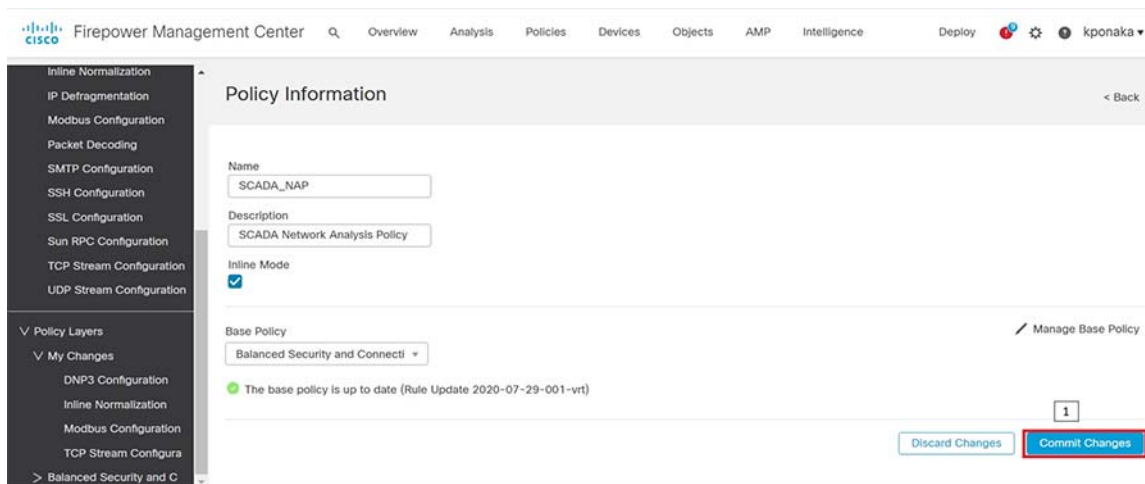 cisco Firepower Management Center Overview Analysis Policies Devices Objects AMP Intelligence Deploy 9 kponaka
Inline Normalization
IP Defragmentation
Modbus Configuration
Packet Decoding
SMTP Configuration
SSH Configuration
SSL Configuration
Sun RPC Configuration
TCP Stream Configuration
UDP Stream Configuration
Policy Layers
My Changes
DNP3 Configuration
Inline Normalization
Modbus Configuration
TCP Stream Configura
Balanced Security and C
Policy Information
< Back
Name
SCADA_NAP
Description
SCADA Network Analysis Policy
Inline Mode
Base Policy
Manage Base Policy
Balanced Security and Connecti
The base policy is up to date (Rule Update 2020-07-29-001-vrt)
1
Discard Changes
Commit Changes